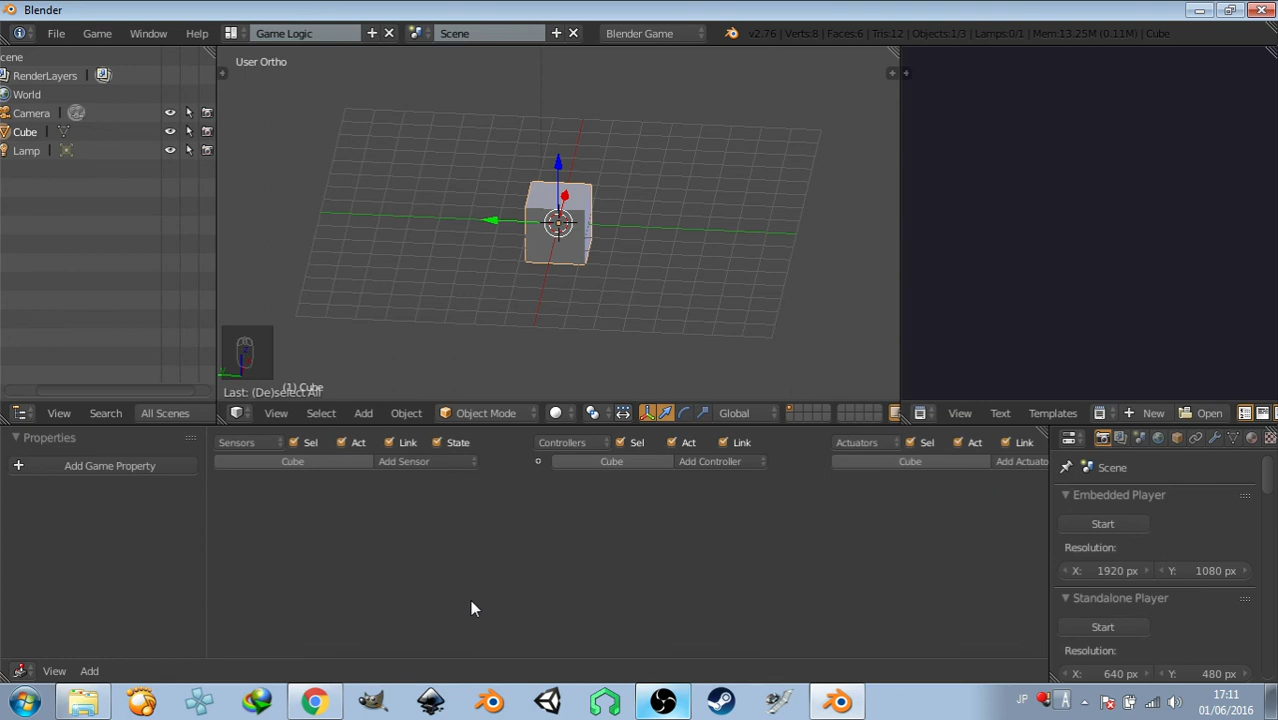 Blender
File Game Window Help Game Logic Scene Blender Game v2.76 | Verts:8 | Faces:6 | Tris:12 | Objects:1/3 | Lamps:0/1 | Mem:13.25M (0.11M) | Cube
cene
RenderLayers
World
Camera
Cube
Lamp
User Ortho
(1) Cube
Last: (De)select All
View Search All Scenes
View Select Add Object Object Mode Global
View Text Templates New Open
Properties
Add Game Property
Sensors Sel Act Link State Controllers Sel Act Link Actuators Sel Act Link
Cube Add Sensor Cube Add Controller Cube Add Actuato
Scene
Embedded Player
Start
Resolution:
X: 1920 px Y: 1080 px
Standalone Player
Start
Resolution:
X: 640 px Y: 480 px
View Add
JP A 17:11
01/06/2016